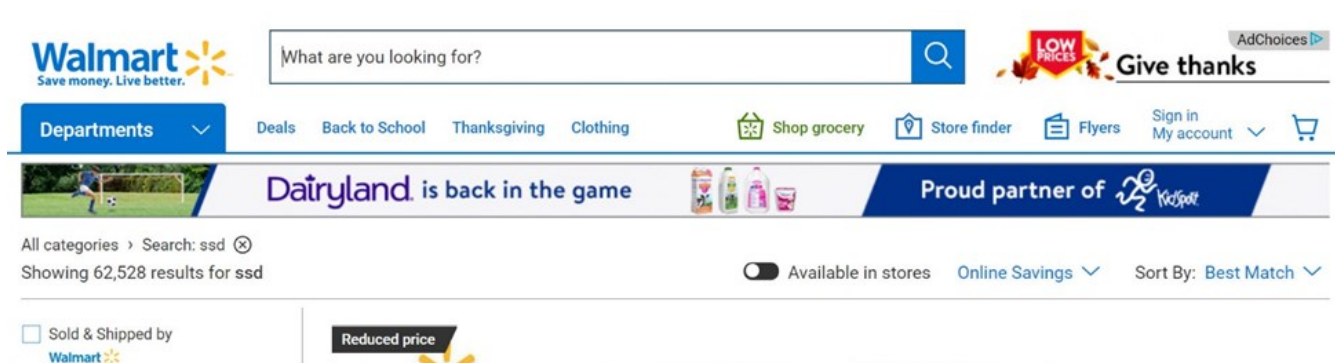 Walmart
Save money. Live better.
What are you looking for?
LOW PRICES
Give thanks
AdChoices
Departments
Deals Back to School Thanksgiving Clothing
Shop grocery Store finder Flyers
Sign in
My account
Dairyland is back in the game
Proud partner of KidSport
All categories › Search: ssd
Showing 62,528 results for ssd
Available in stores Online Savings Sort By: Best Match
Sold & Shipped by
Walmart
Reduced price